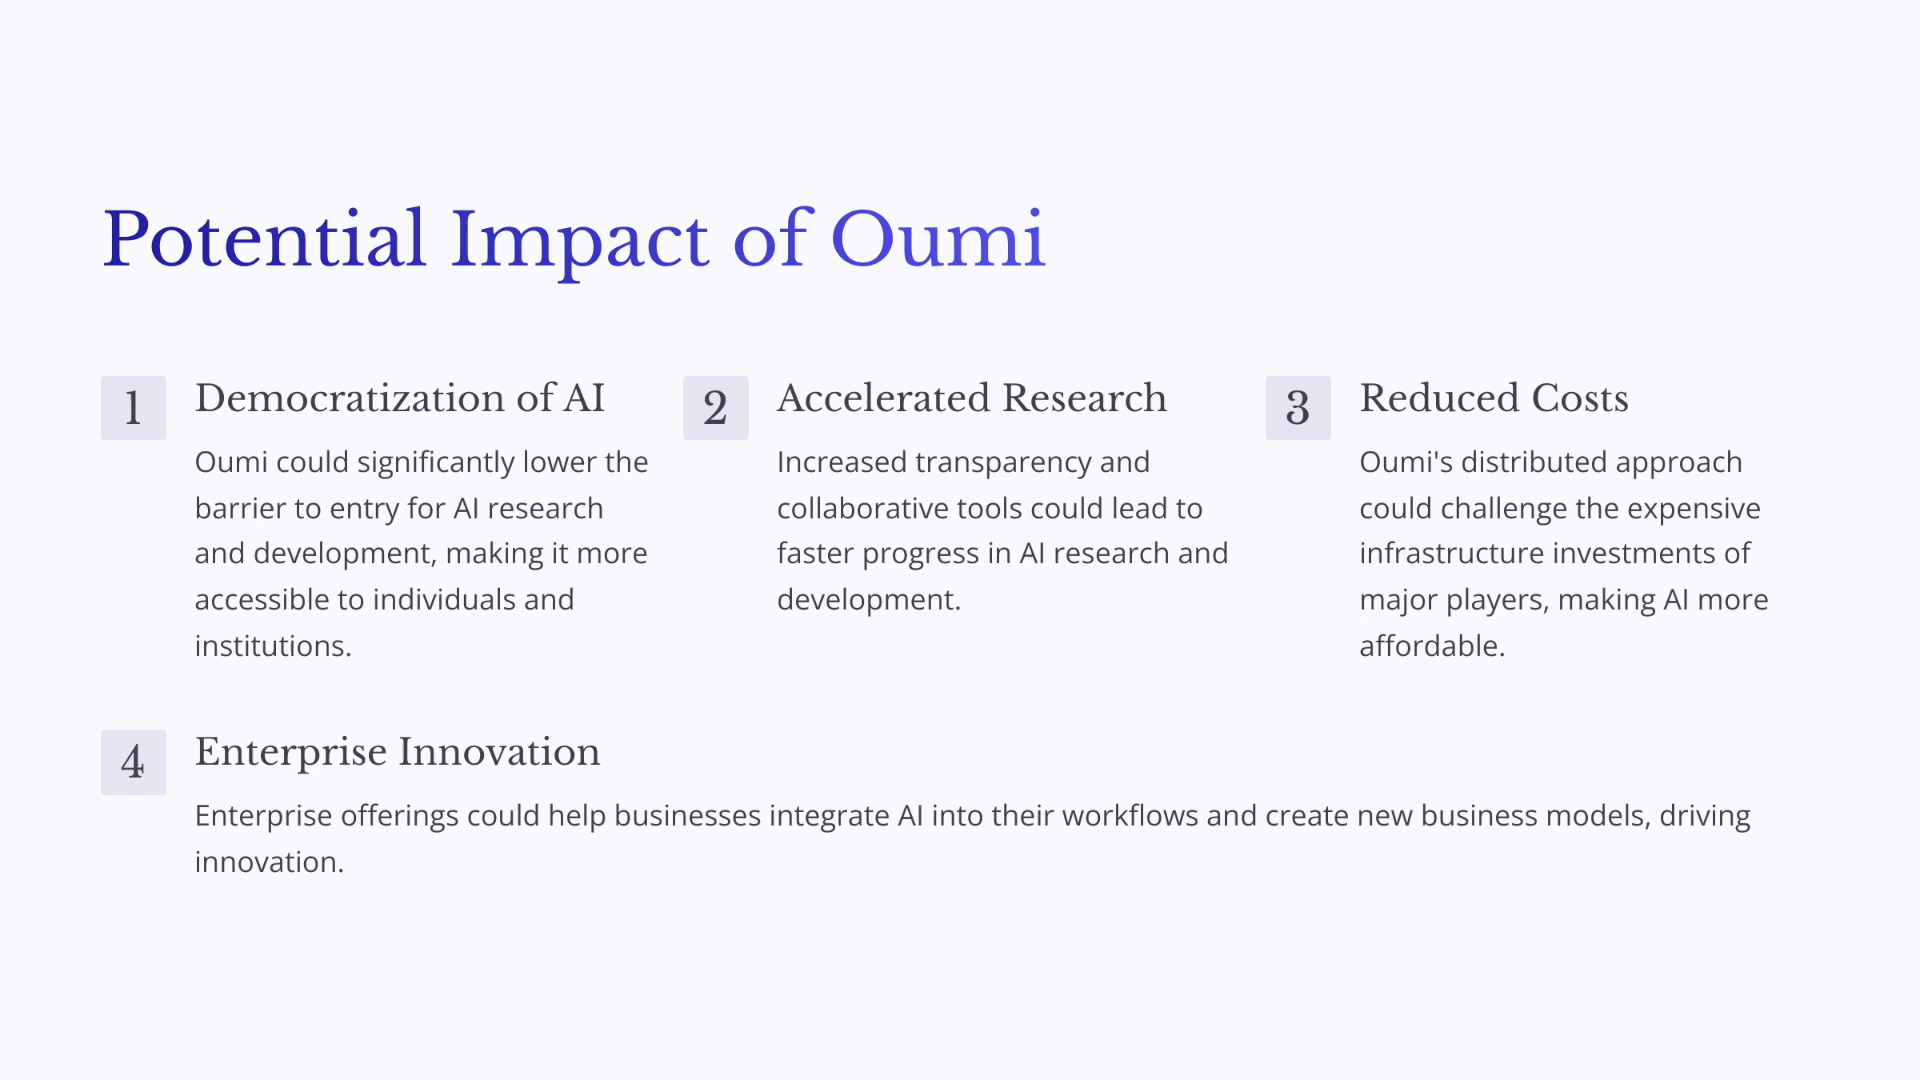 Potential Impact of Oumi
1
Democratization of AI
Oumi could significantly lower the
barrier to entry for AI research
and development, making it more
accessible to individuals and
institutions.
2
Accelerated Research
Increased transparency and
collaborative tools could lead to
faster progress in AI research and
development.
3
Reduced Costs
Oumi's distributed approach
could challenge the expensive
infrastructure investments of
major players, making AI more
affordable.
4
Enterprise Innovation
Enterprise offerings could help businesses integrate AI into their workflows and create new business models, driving
innovation.